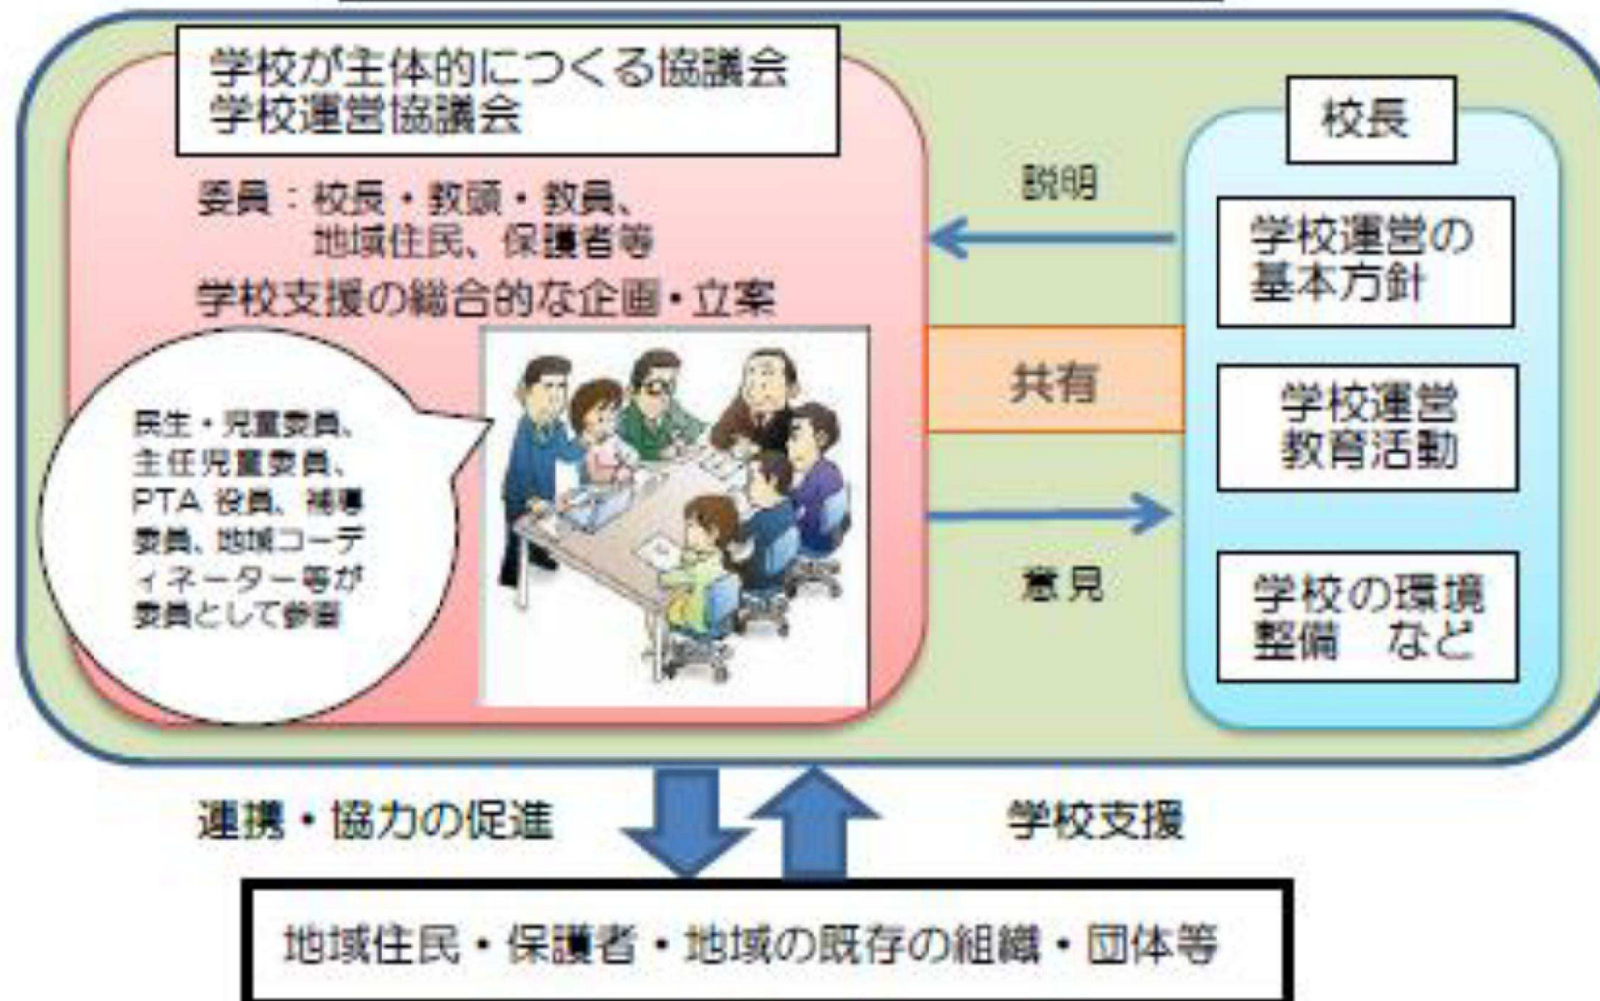 学校が主体的につくる協議会
学校運営協議会
委員：校長・教頭・教員、
地域住民、保護者等
学校支援の総合的な企画・立案
民生・児童委員、
主任児童委員、
PTA 役員、補導
委員、地域コーデ
ィネーター等が
委員として参画
説明
共有
意見
校長
学校運営の
基本方針
学校運営
教育活動
学校の環境
整備　など
連携・協力の促進
学校支援
地域住民・保護者・地域の既存の組織・団体等